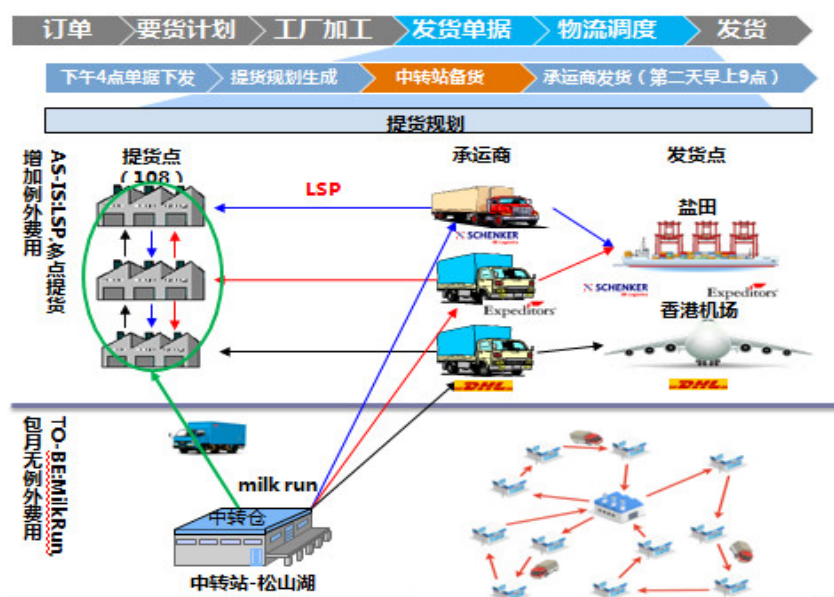 订单 要货计划 工厂加工 发货单据 物流调度 发货
下午4点单据下发 提货规划生成 中转站备货 承运商发货（第二天早上9点）
提货规划
AS-IS:LSP,多点提货
增加例外费用
提货点
（108）
承运商
发货点
LSP
盐田
SCHENKER
SCHENKER
Expeditors
Expeditors
香港机场
DHL
DHL
TO-BE:MilkRun,
包月无例外费用
milk run
中转仓
中转站-松山湖